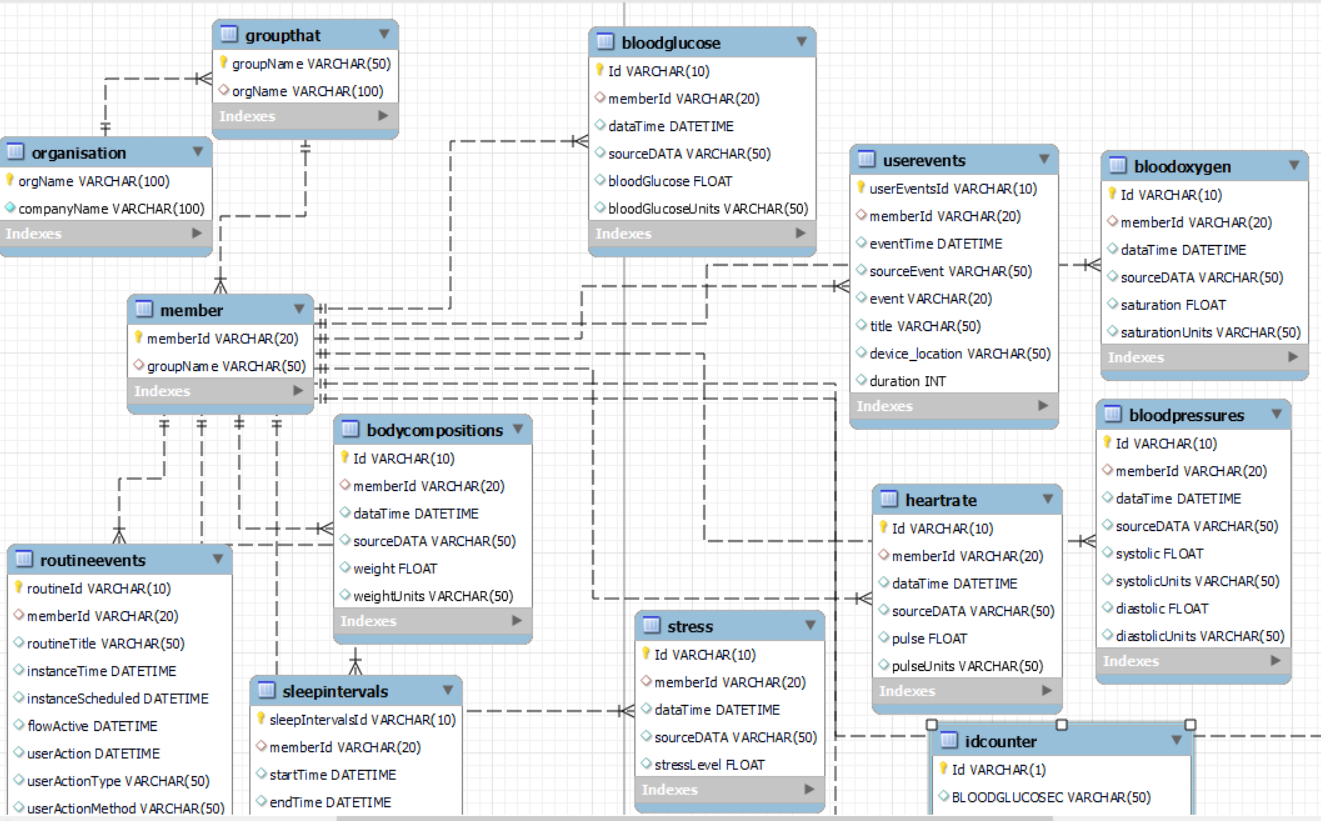 groupthat
groupName VARCHAR(50)
orgName VARCHAR(100)
Indexes
organisation
orgName VARCHAR(100)
companyName VARCHAR(100)
Indexes
member
memberId VARCHAR(20)
groupName VARCHAR(50)
Indexes
bloodglucose
Id VARCHAR(10)
memberId VARCHAR(20)
dataTime DATETIME
sourceDATA VARCHAR(50)
bloodGlucose FLOAT
bloodGlucoseUnits VARCHAR(50)
Indexes
userevents
userEventsId VARCHAR(10)
memberId VARCHAR(20)
eventTime DATETIME
sourceEvent VARCHAR(50)
event VARCHAR(20)
title VARCHAR(50)
device_location VARCHAR(50)
duration INT
Indexes
bloodoxygen
Id VARCHAR(10)
memberId VARCHAR(20)
dataTime DATETIME
sourceDATA VARCHAR(50)
saturation FLOAT
saturationUnits VARCHAR(50)
Indexes
bodycompositions
Id VARCHAR(10)
memberId VARCHAR(20)
dataTime DATETIME
sourceDATA VARCHAR(50)
weight FLOAT
weightUnits VARCHAR(50)
Indexes
bloodpressures
Id VARCHAR(10)
memberId VARCHAR(20)
dataTime DATETIME
sourceDATA VARCHAR(50)
systolic FLOAT
systolicUnits VARCHAR(50)
diastolic FLOAT
diastolicUnits VARCHAR(50)
Indexes
heartrate
Id VARCHAR(10)
memberId VARCHAR(20)
dataTime DATETIME
sourceDATA VARCHAR(50)
pulse FLOAT
pulseUnits VARCHAR(50)
Indexes
routineevents
routineId VARCHAR(10)
memberId VARCHAR(20)
routineTitle VARCHAR(50)
instanceTime DATETIME
instanceScheduled DATETIME
flowActive DATETIME
userAction DATETIME
userActionType VARCHAR(50)
userActionMethod VARCHAR(50)
sleepintervals
sleepIntervalsId VARCHAR(10)
memberId VARCHAR(20)
startTime DATETIME
endTime DATETIME
stress
Id VARCHAR(10)
memberId VARCHAR(20)
dataTime DATETIME
sourceDATA VARCHAR(50)
stressLevel FLOAT
Indexes
idcounter
Id VARCHAR(1)
BLOODGLUCOSEC VARCHAR(50)